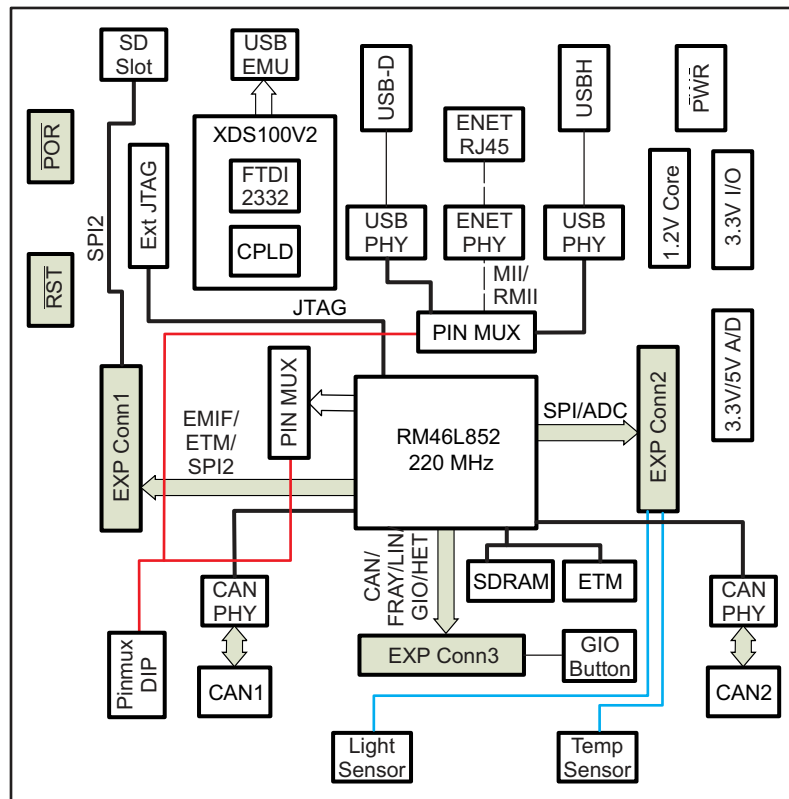 SD
Slot
USB
EMU
USB-D
USBH
PWR
XDS100V2
FTDI
2332
CPLD
ENET
RJ45
POR
RST
SPI2
Ext JTAG
JTAG
USB
PHY
ENET
PHY
USB
PHY
1.2V Core
3.3V I/O
MII/
RMII
PIN MUX
3.3V/5V A/D
EXP Conn1
EMIF/
ETM/
SPI2
PIN MUX
RM46L852
220 MHz
SPI/ADC
EXP Conn2
CAN/
FRAY/LIN/
GIO/HET
SDRAM
ETM
CAN
PHY
CAN
PHY
Pinmux
DIP
CAN1
EXP Conn3
GIO
Button
CAN2
Light
Sensor
Temp
Sensor